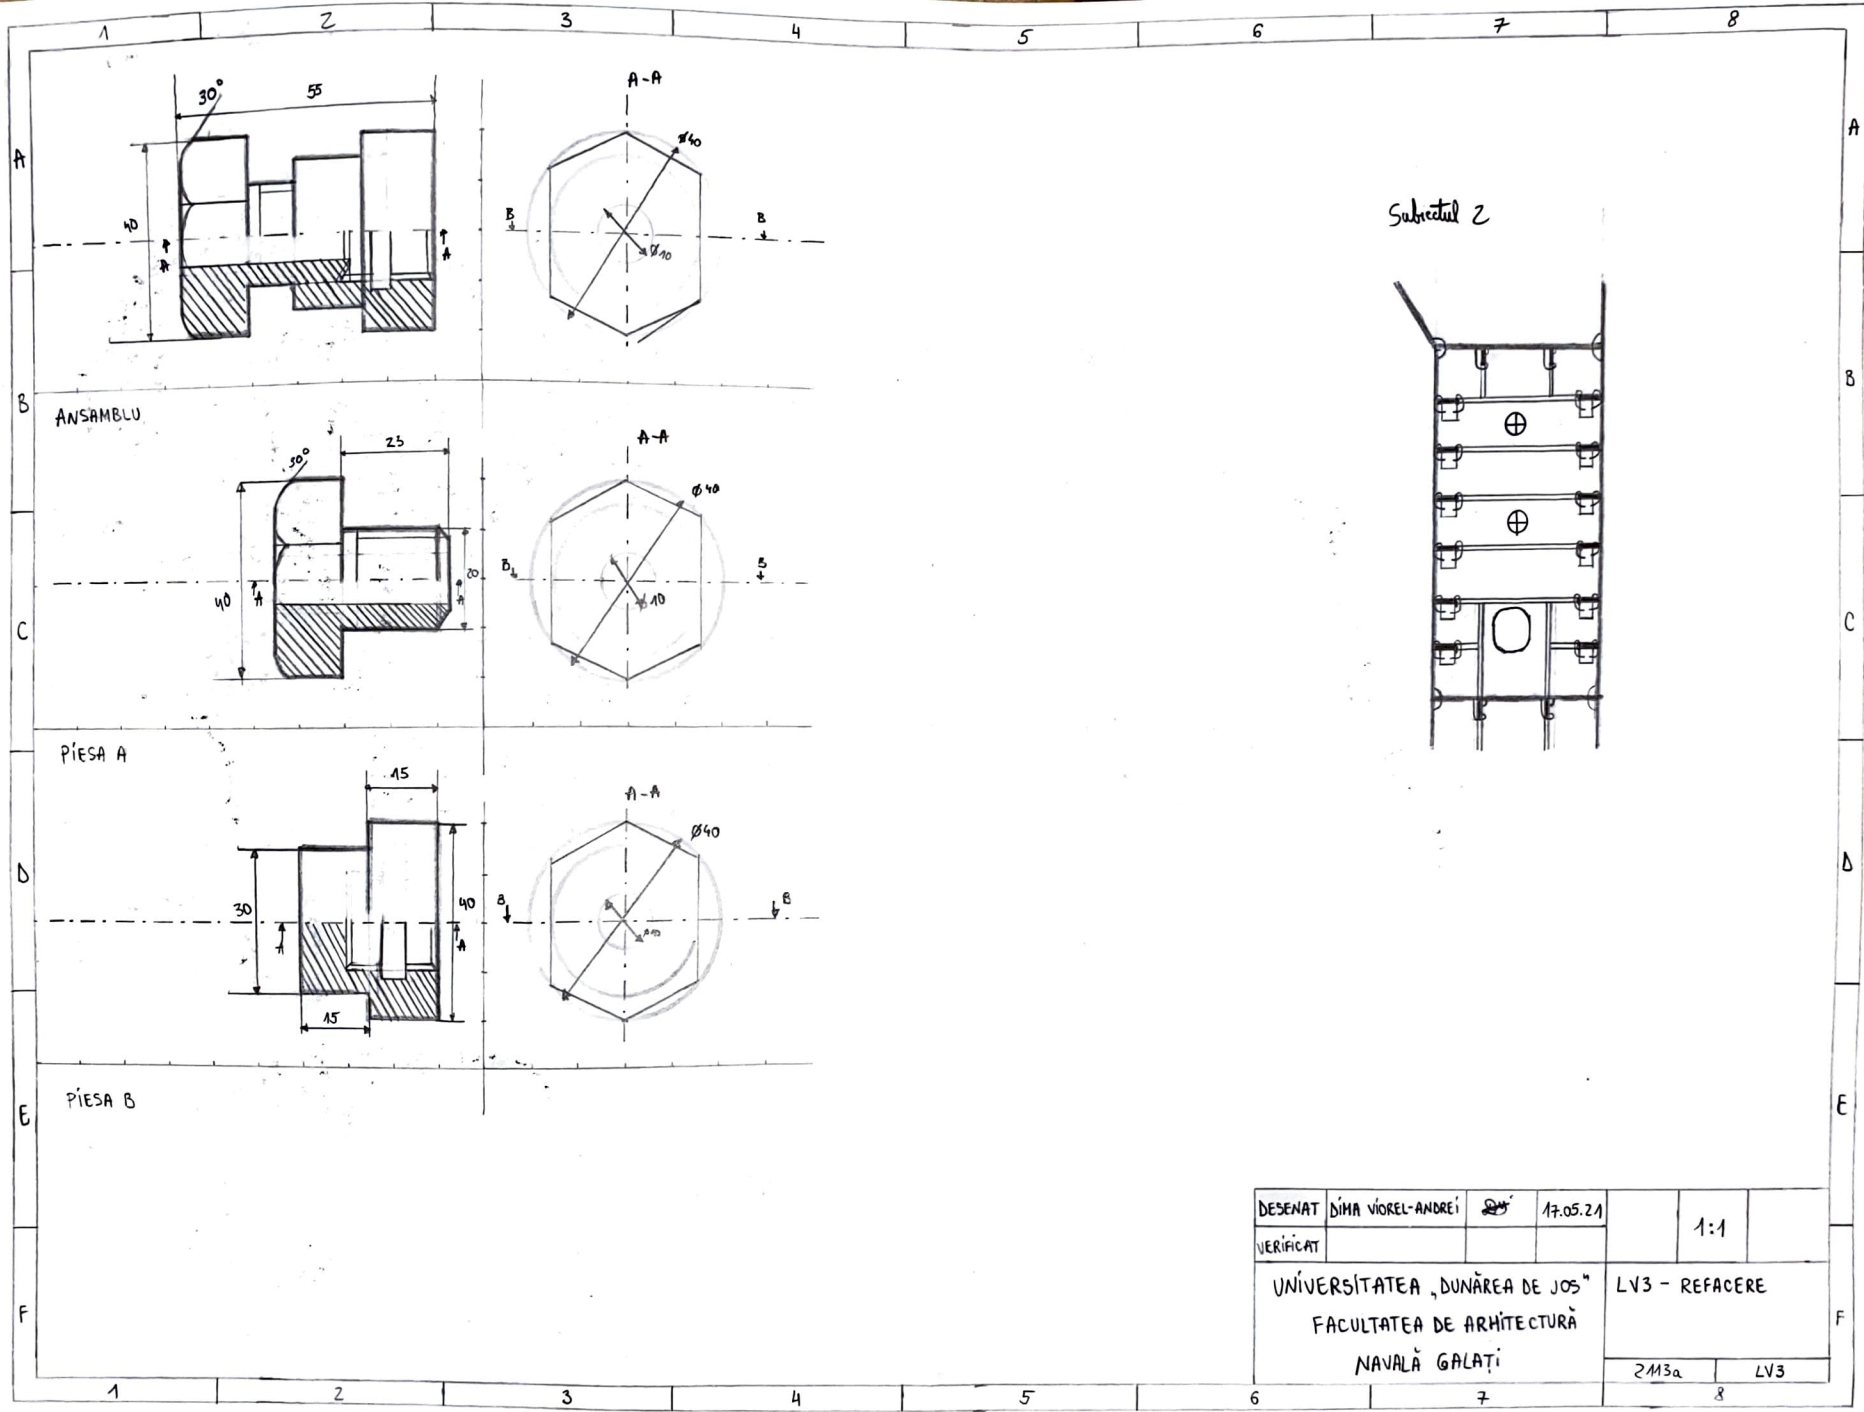 1 2 3 4 5 6 7 8
A
B
C
D
E
F
A
B
C
D
E
F
30° 55
40
A A
A-A
ø40
B B
ø10
ANSAMBLU
30° 23
40 20
A A
A-A
ø40
B B
ø10
PIESA A
15
30 40
A A
15
A-A
ø40
B B
ø10
PIESA B
Subiectul 2
DESENAT DIMA VIOREL-ANDREI 17.05.21
VERIFICAT
1:1
UNIVERSITATEA „DUNĂREA DE JOS"
FACULTATEA DE ARHITECTURĂ
NAVALĂ GALAȚI
LV3 - REFACERE
2113a LV3
1 2 3 4 5 6 7 8